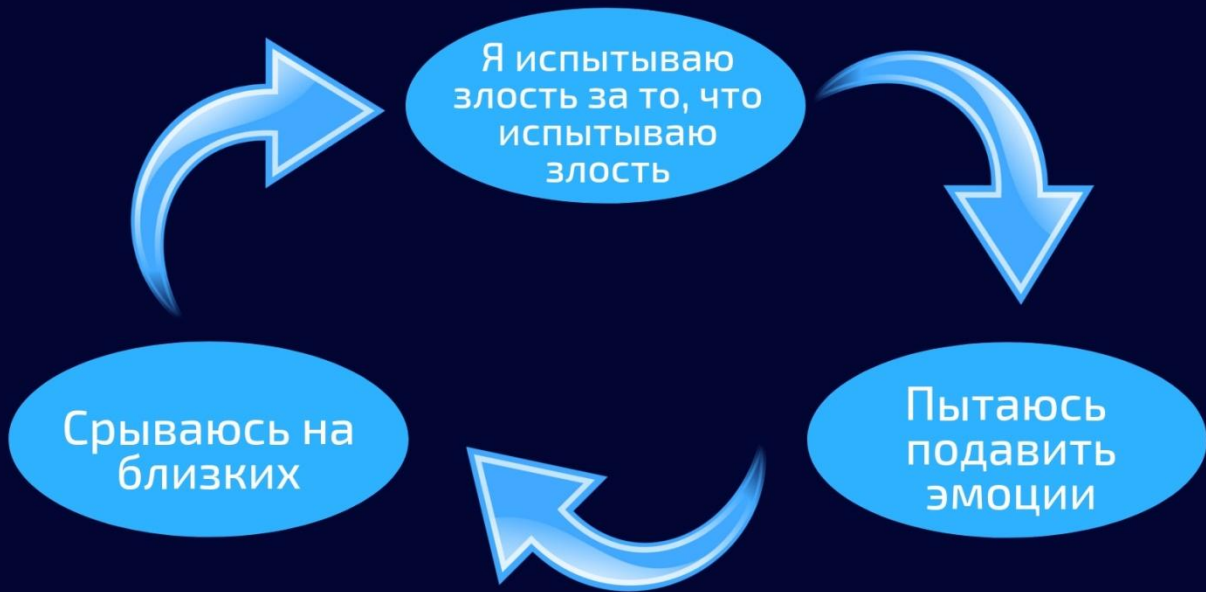 Я испытываю
злость за то, что
испытываю
злость
Пытаюсь
подавить
эмоции
Срываюсь на
близких